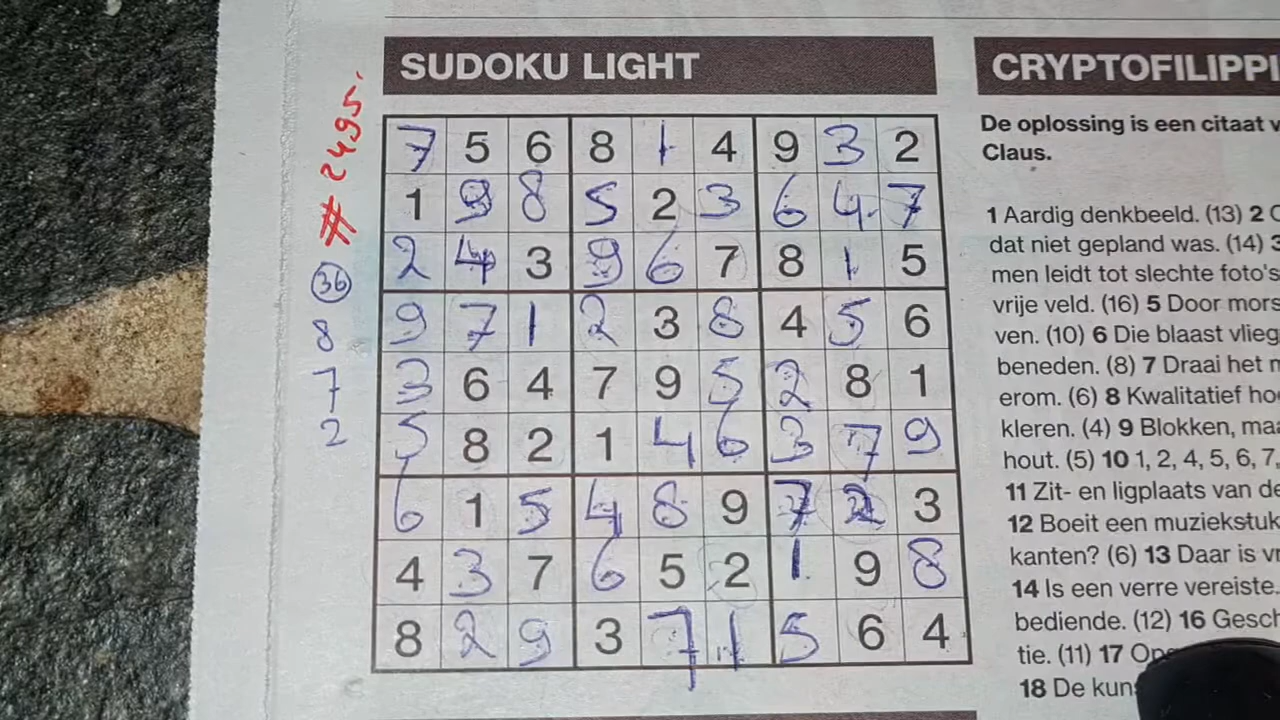 SUDOKU LIGHT
7 5 6 8 1 4 9 3 2
1 9 8 5 2 3 6 4 7
2 4 3 9 6 7 8 1 5
9 7 1 2 3 8 4 5 6
3 6 4 7 9 5 2 8 1
5 8 2 1 4 6 3 7 9
6 1 5 4 8 9 7 2 3
4 3 7 6 5 2 1 9 8
8 2 9 3 7 1 5 6 4
# 2495
36
8
7
2
CRYPTOFILIPPI
De oplossing is een citaat v
Claus.
1 Aardig denkbeeld. (13) 2
dat niet gepland was. (14) 3
men leidt tot slechte foto's
vrije veld. (16) 5 Door mors
ven. (10) 6 Die blaast vlieg
beneden. (8) 7 Draai het
erom. (6) 8 Kwalitatief ho
kleren. (4) 9 Blokken, maa
hout. (5) 10 1, 2, 4, 5, 6, 7,
11 Zit- en ligplaats van de
12 Boeit een muziekstuk
kanten? (6) 13 Daar is vr
14 Is een verre vereiste.
bediende. (12) 16 Gesch
tie. (11) 17 Op
18 De kun